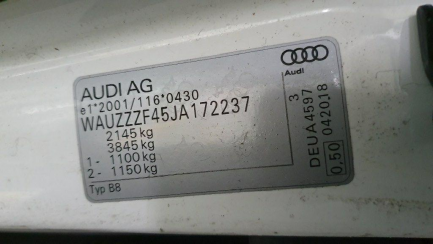 AUDI AG
e1*2001/116*0430
WAUZZZF45JA172237
2145 kg
3845 kg
1 - 1100 kg
2 - 1150 kg
Typ B8
Audi
3
DEUA4597
0,50 042018